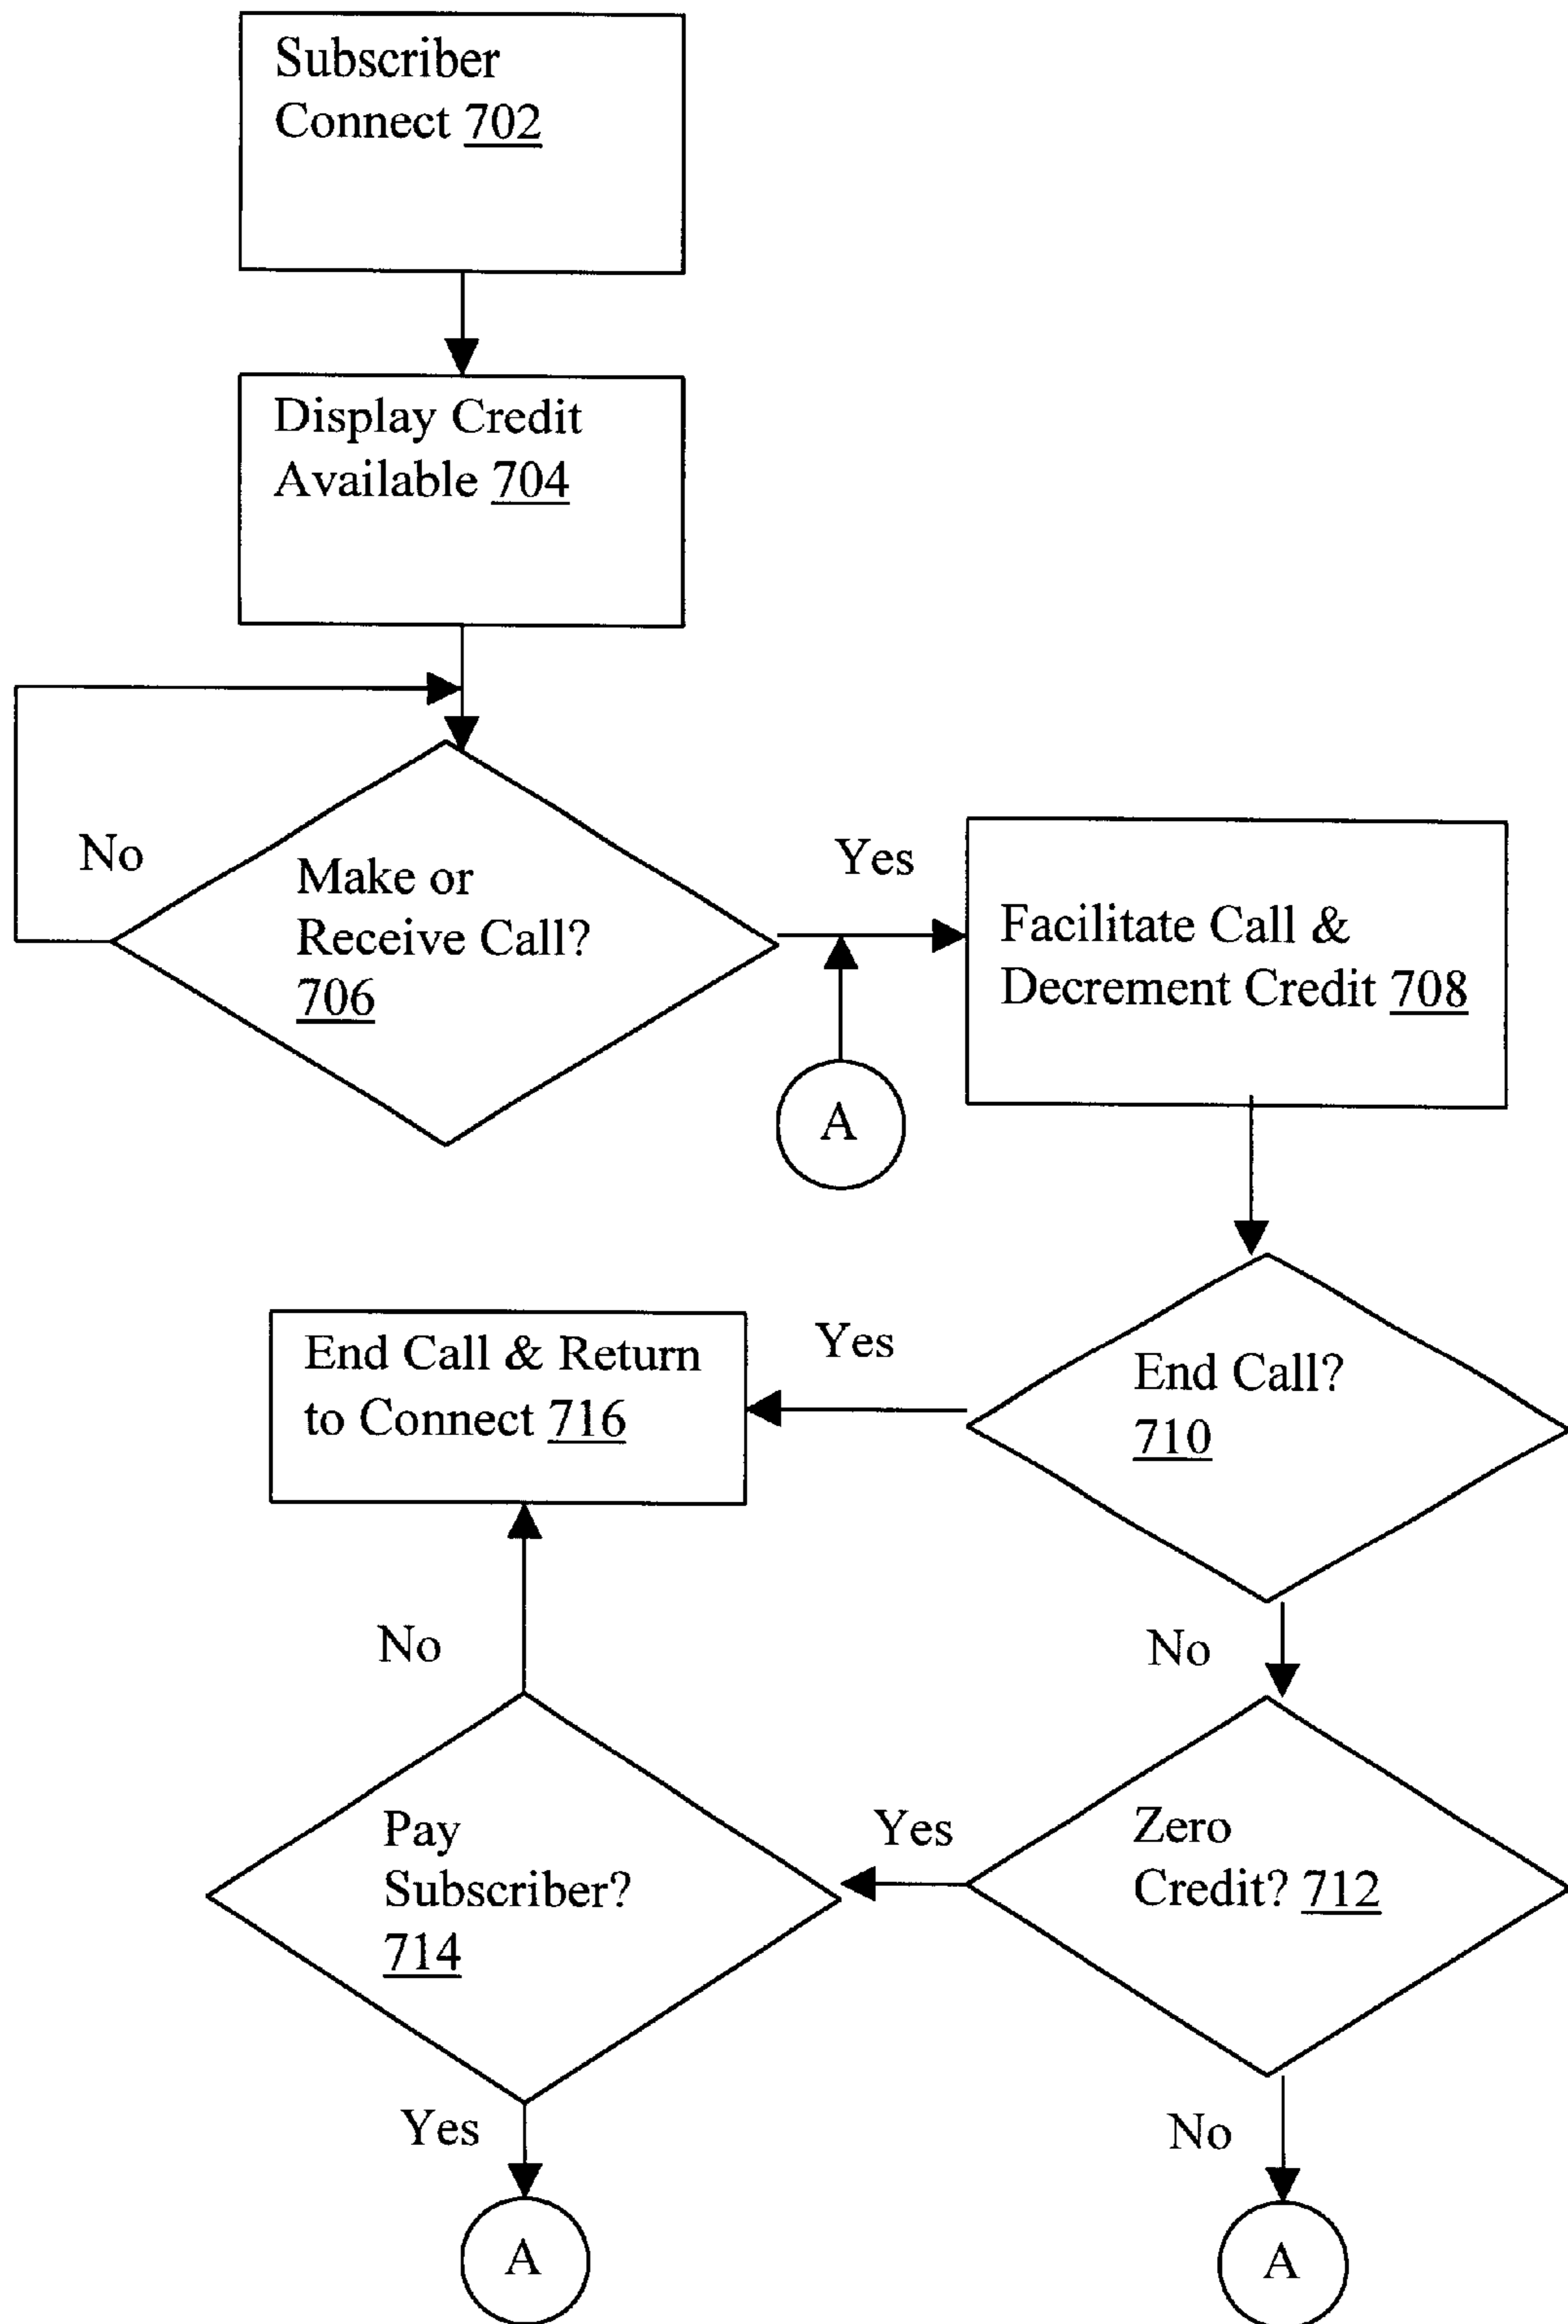 Subscriber
Connect 702
Display Credit
Available 704
No
Make or
Receive Call?
706
Yes
Facilitate Call &
Decrement Credit 708
A
End Call & Return
to Connect 716
Yes
End Call?
710
No
No
Pay
Subscriber?
714
Yes
Zero
Credit? 712
Yes
No
A
A